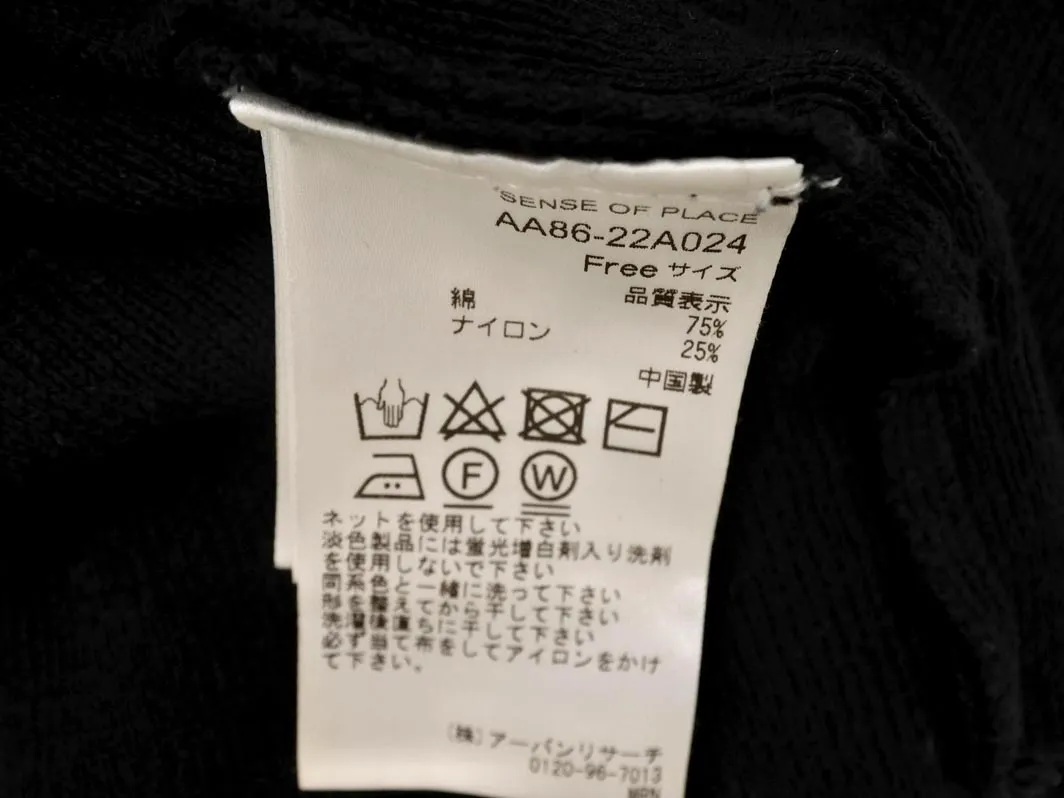 SENSE OF PLACE
AA86-22A024
Free サイズ
品質表示
綿 75%
ナイロン 25%
中国製
F W
ネットを使用して下さい
淡色製品には蛍光増白剤入り洗剤
を使用しないで下さい
同系色と一緒に洗って下さい
形を整えてから干して下さい
洗濯後直ちに干して下さい
必ず当て布をしてアイロンをかけ
て下さい。
(株)アーバンリサーチ
0120-96-7013